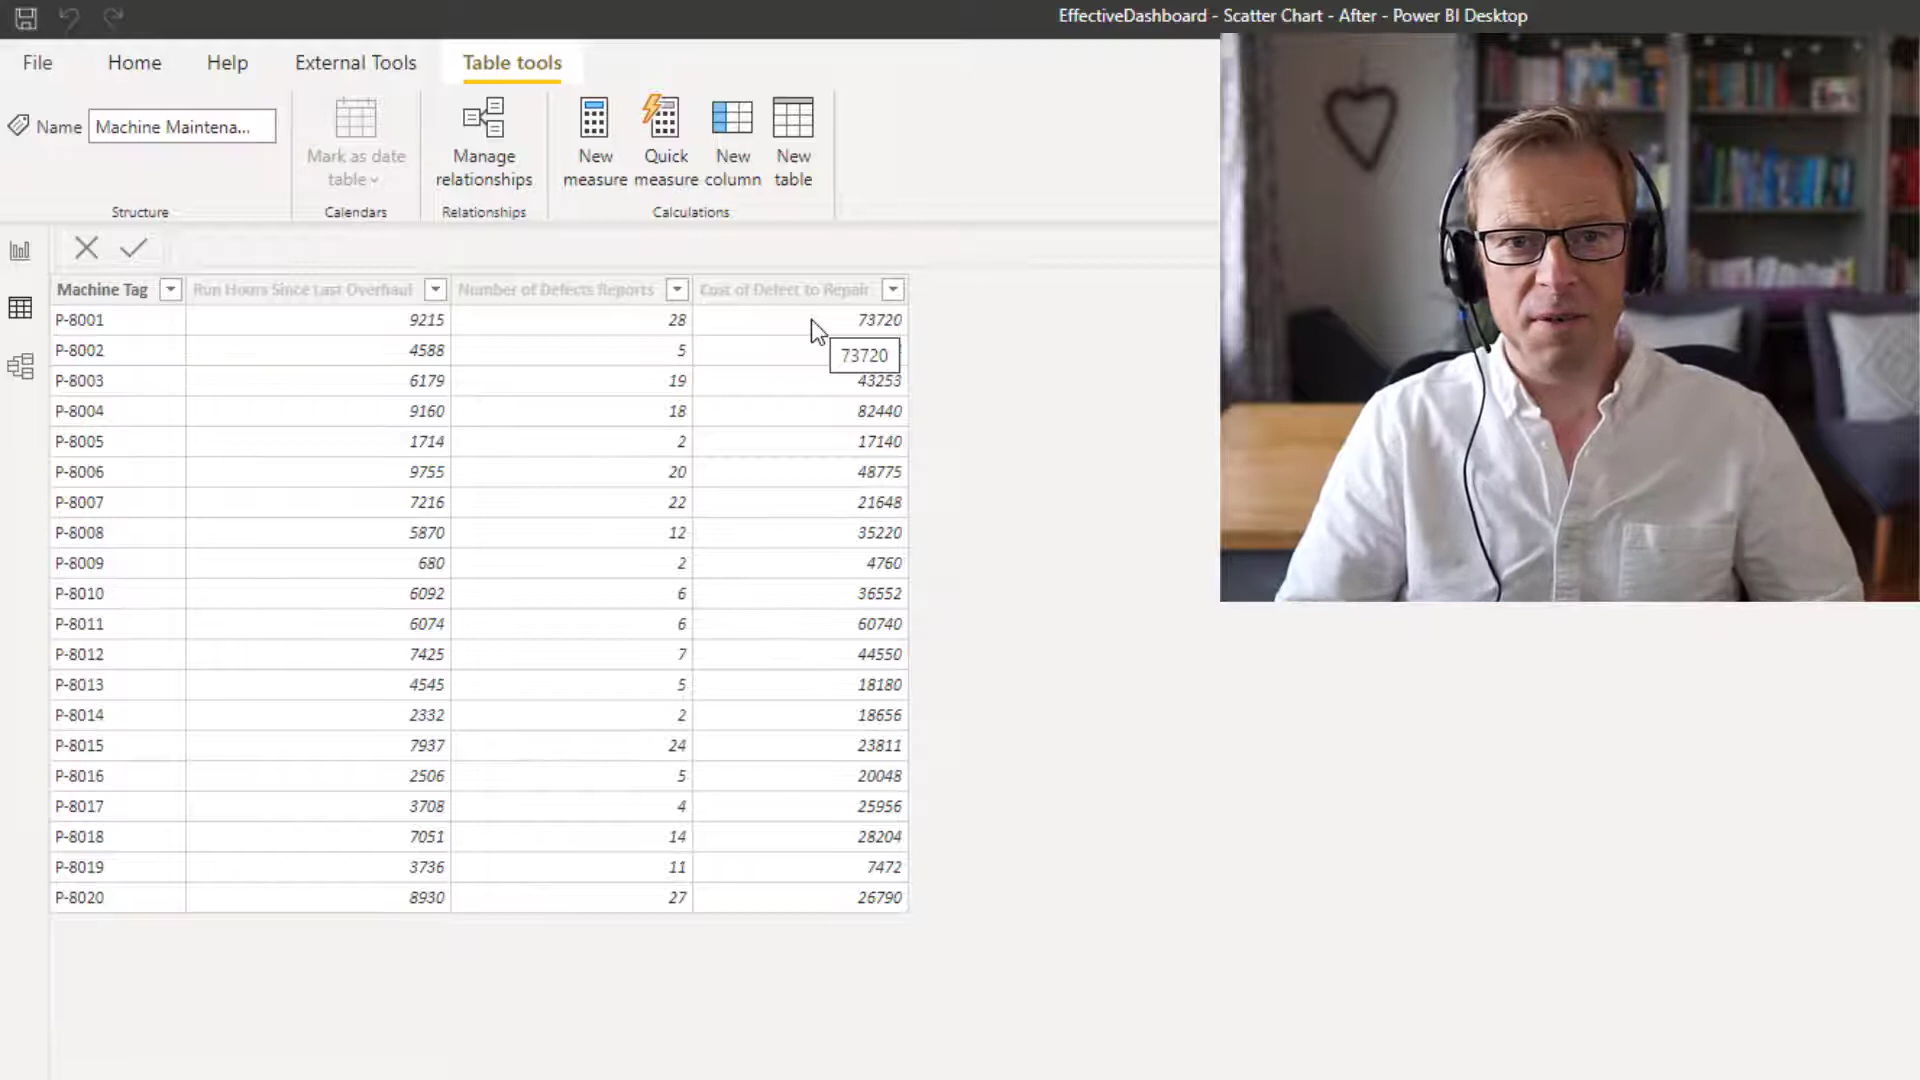 EffectiveDashboard - Scatter Chart - After - Power BI Desktop
File Home Help External Tools Table tools
Name Machine Maintena...
Mark as date table
Manage relationships
New measure
Quick measure
New column
New table
Structure Calendars Relationships Calculations
Machine Tag Run Hours Since Last Overhaul Number of Defects Reports Cost of Defect to Repair
P-8001 9215 28 73720
P-8002 4588 5
73720
P-8003 6179 19 43253
P-8004 9160 18 82440
P-8005 1714 2 17140
P-8006 9755 20 48775
P-8007 7216 22 21648
P-8008 5870 12 35220
P-8009 680 2 4760
P-8010 6092 6 36552
P-8011 6074 6 60740
P-8012 7425 7 44550
P-8013 4545 5 18180
P-8014 2332 2 18656
P-8015 7937 24 23811
P-8016 2506 5 20048
P-8017 3708 4 25956
P-8018 7051 14 28204
P-8019 3736 11 7472
P-8020 8930 27 26790